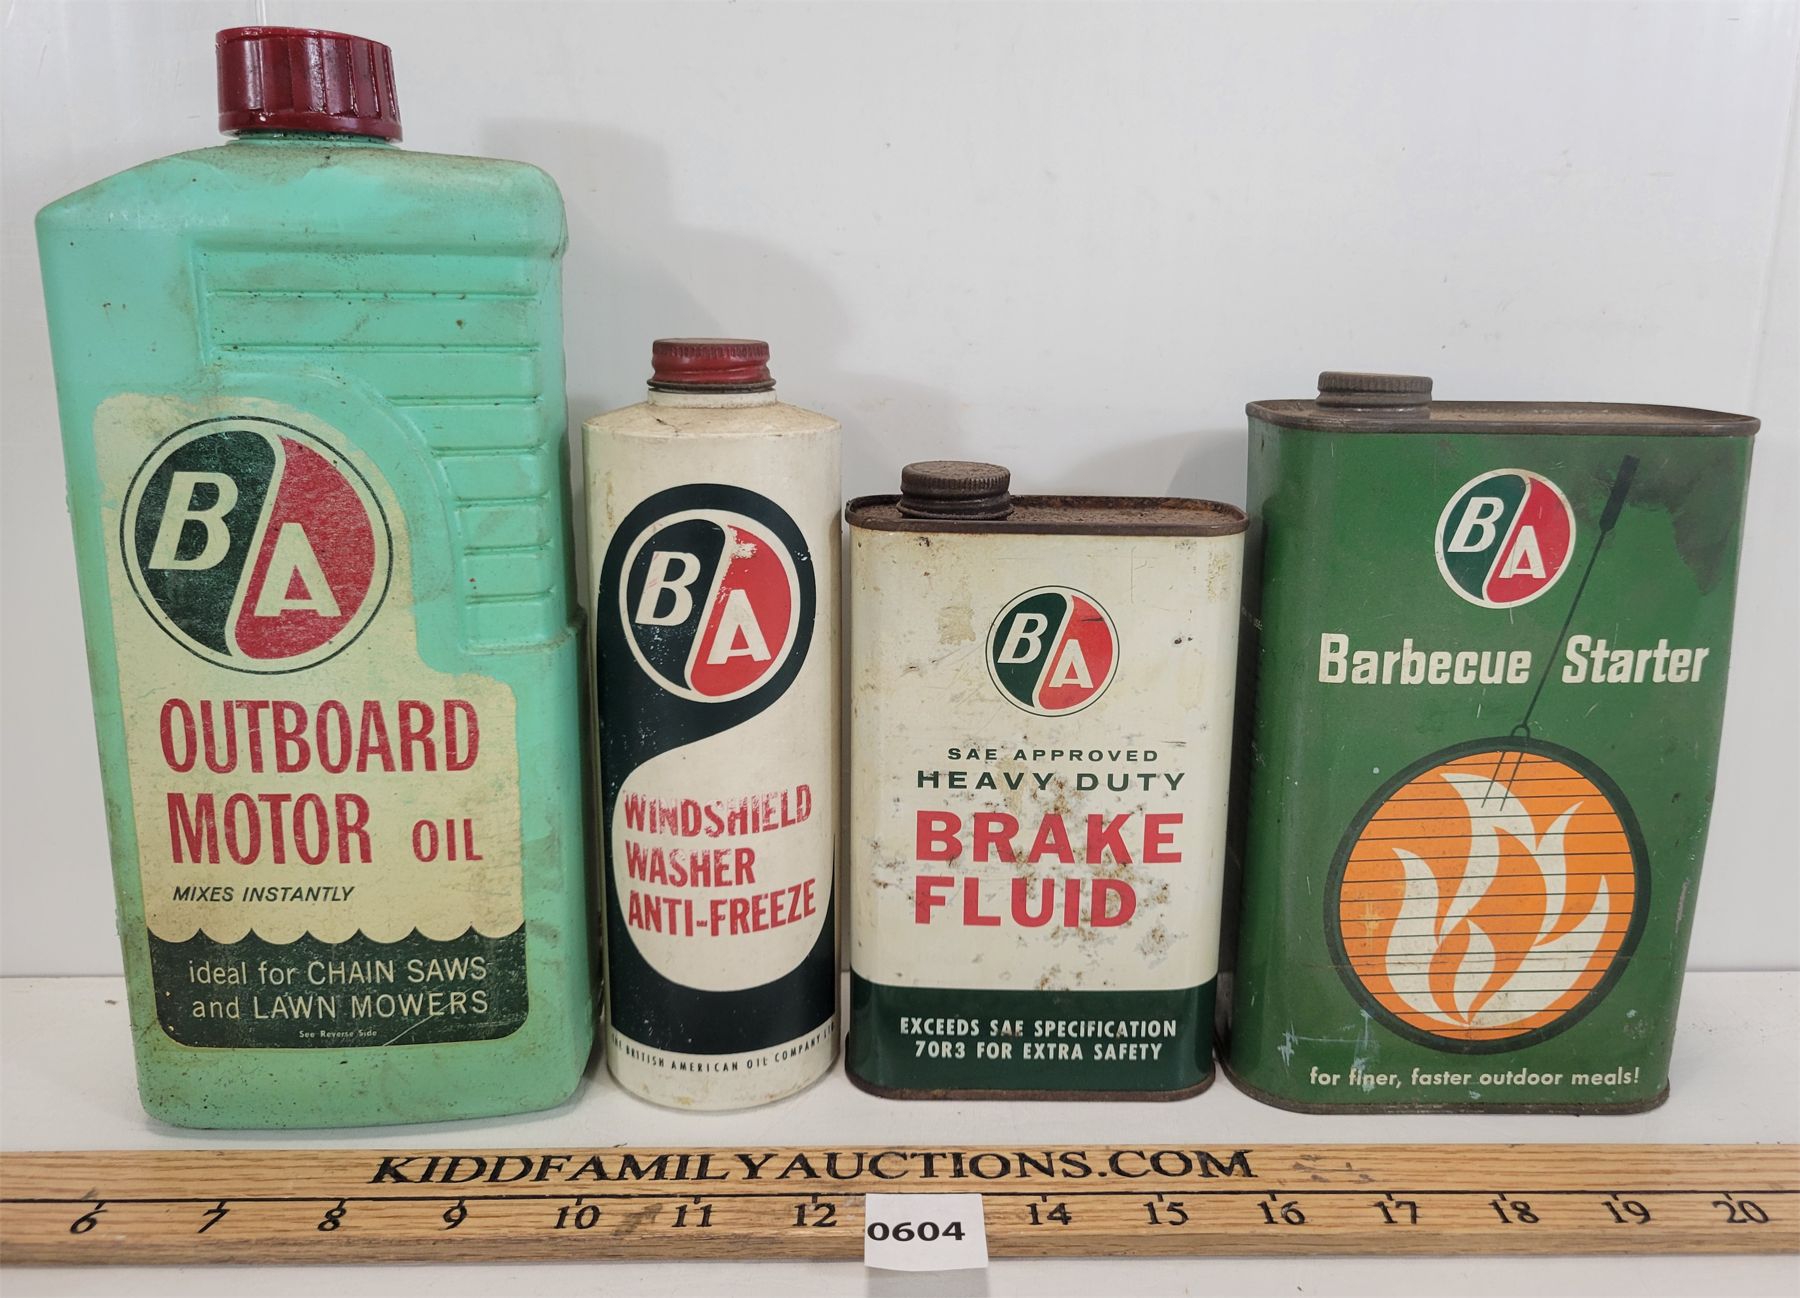 BA
OUTBOARD
MOTOR OIL
MIXES INSTANTLY
ideal for CHAIN SAWS
and LAWN MOWERS
See Reverse Side
BA
WINDSHIELD
WASHER
ANTI-FREEZE
BRITISH AMERICAN OIL COMPANY
BA
SAE APPROVED
HEAVY DUTY
BRAKE
FLUID
EXCEEDS SAE SPECIFICATION
70R3 FOR EXTRA SAFETY
BA
Barbecue Starter
for finer, faster outdoor meals!
KIDDFAMILYAUCTIONS.COM
6 7 8 9 10 11 12 14 15 16 17 18 19 20
0604